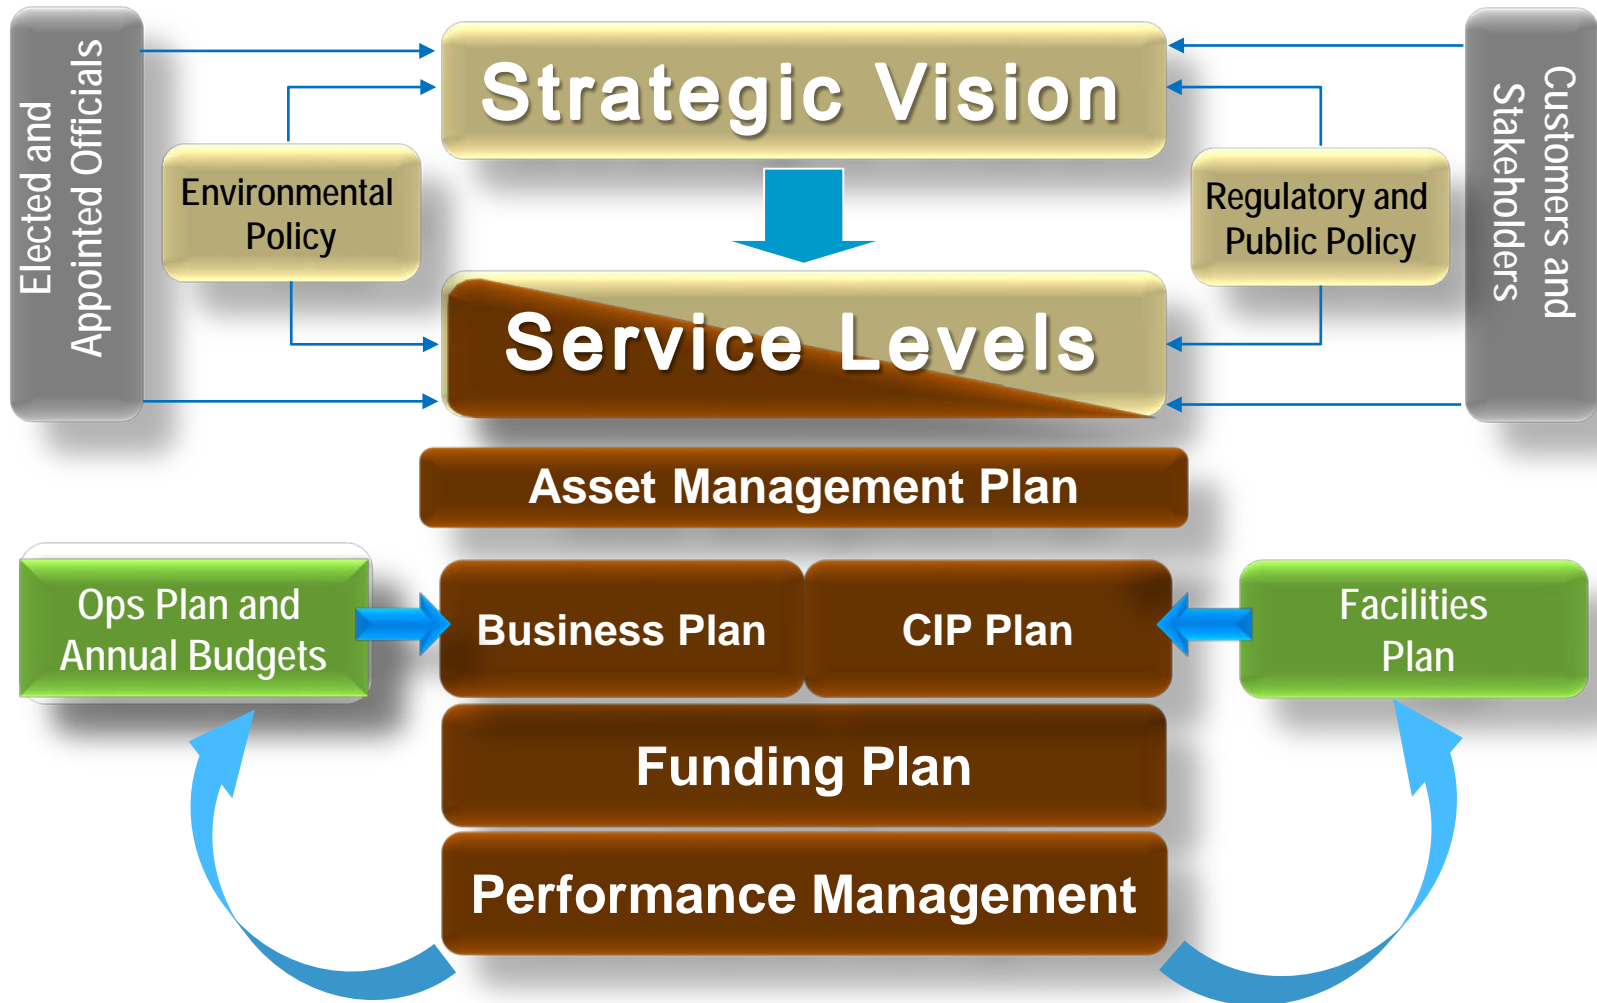 Elected and
Appointed Officials
Strategic Vision
Customers and
Stakeholders
Environmental
Policy
Regulatory and
Public Policy
Service Levels
Asset Management Plan
Ops Plan and
Annual Budgets
Business Plan
CIP Plan
Facilities
Plan
Funding Plan
Performance Management